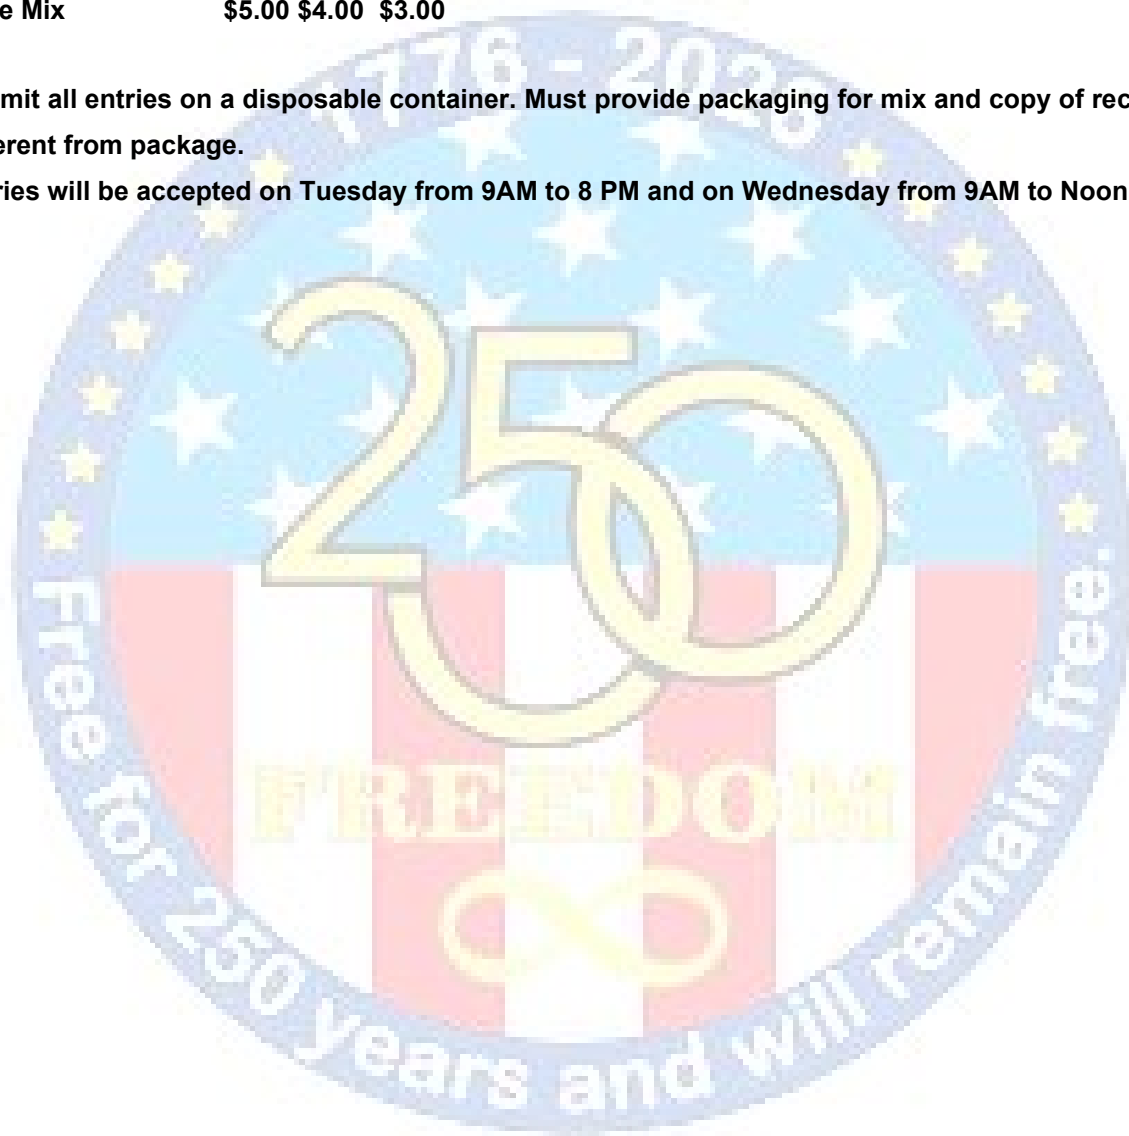 e Mix $5.00 $4.00 $3.00
mit all entries on a disposable container. Must provide packaging for mix and copy of rec
erent from package.
ries will be accepted on Tuesday from 9AM to 8 PM and on Wednesday from 9AM to Noon
1776 - 2026
250
FREEDOM
Free for 250 years and will remain free.